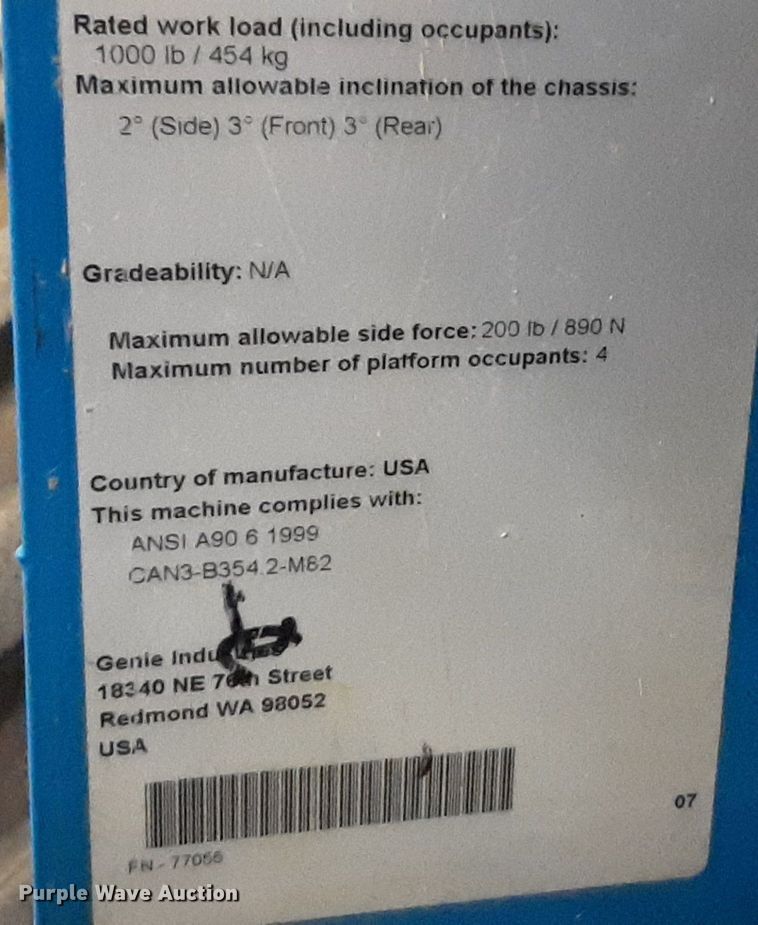 Rated work load (including occupants):
1000 lb / 454 kg
Maximum allowable inclination of the chassis:
2° (Side) 3° (Front) 3° (Rear)
Gradeability: N/A
Maximum allowable side force: 200 lb / 890 N
Maximum number of platform occupants: 4
Country of manufacture: USA
This machine complies with:
ANSI A90 6 1999
CAN3-B354.2-M82
Genie
18340 NE 76th Street
Redmond WA 98052
USA
07
Purple Wave Auction